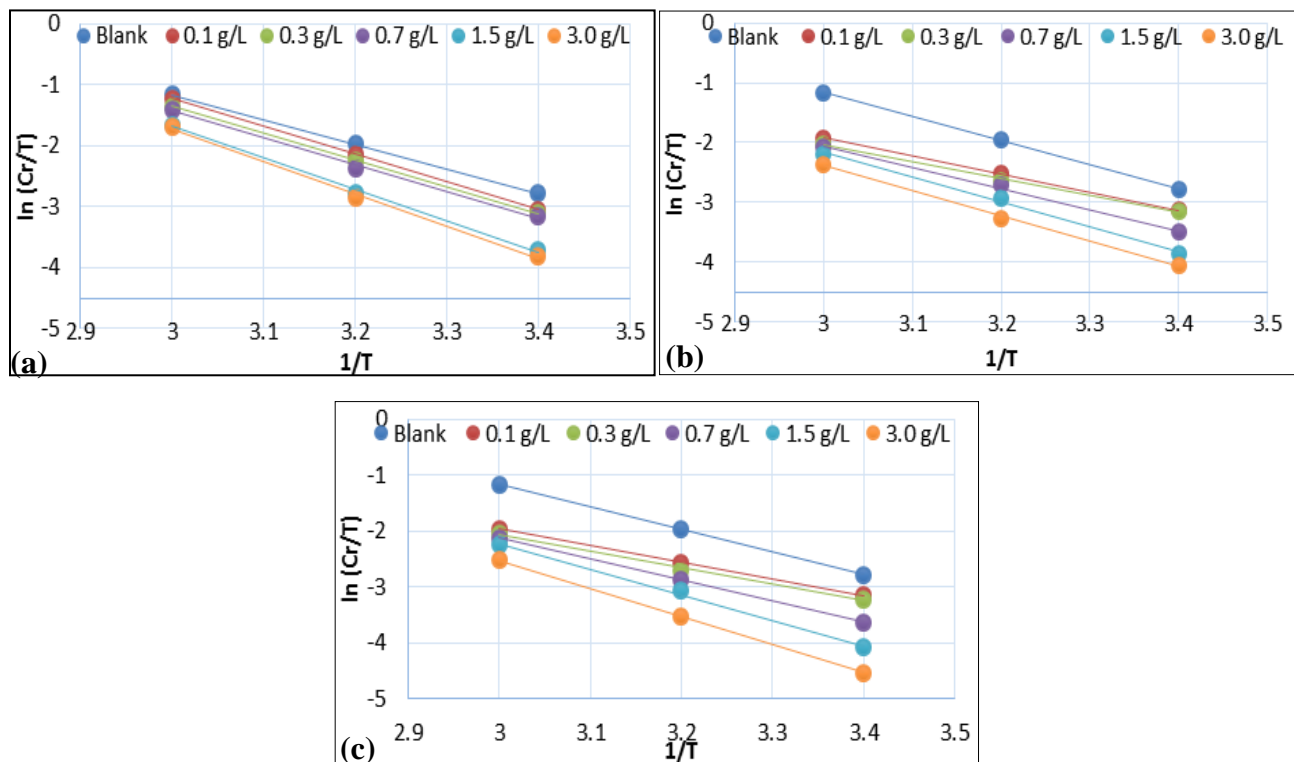 0
Blank 0.1 g/L 0.3 g/L 0.7 g/L 1.5 g/L 3.0 g/L
-1
-2
-3
-4
-5
ln (Cr/T)
2.9 3 3.1 3.2 3.3 3.4 3.5
(a)
1/T
0
Blank 0.1 g/L 0.3 g/L 0.7 g/L 1.5 g/L 3.0 g/L
-1
-2
-3
-4
-5
ln (Cr/T)
2.9 3 3.1 3.2 3.3 3.4 3.5
(b)
1/T
0
Blank 0.1 g/L 0.3 g/L 0.7 g/L 1.5 g/L 3.0 g/L
-1
-2
-3
-4
-5
ln (Cr/T)
2.9 3 3.1 3.2 3.3 3.4 3.5
(c)
1/T